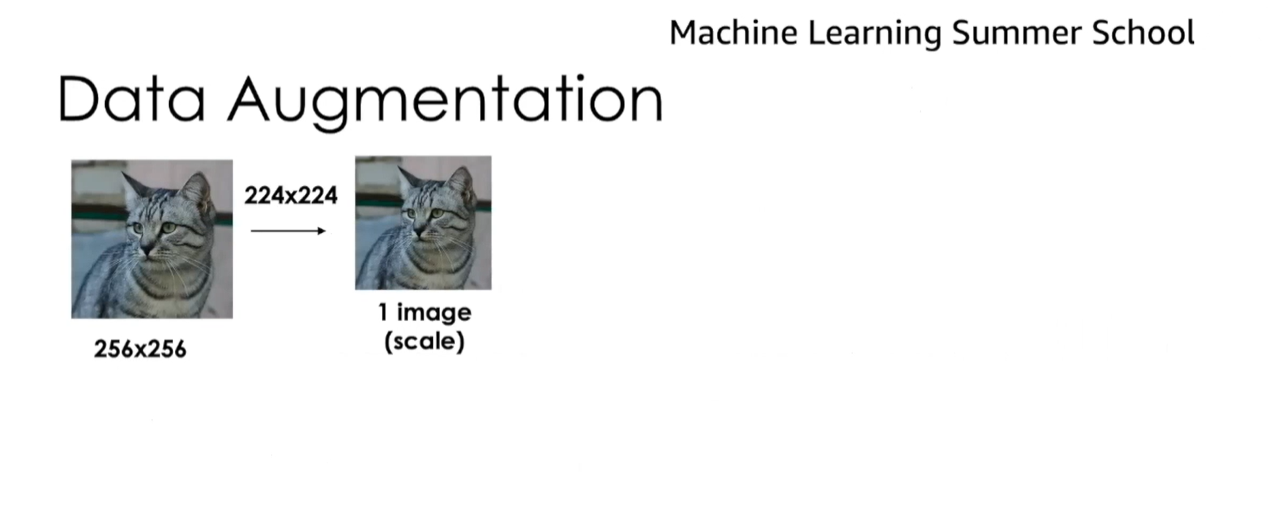 Machine Learning Summer School
Data Augmentation
224x224
1 image
(scale)
256x256